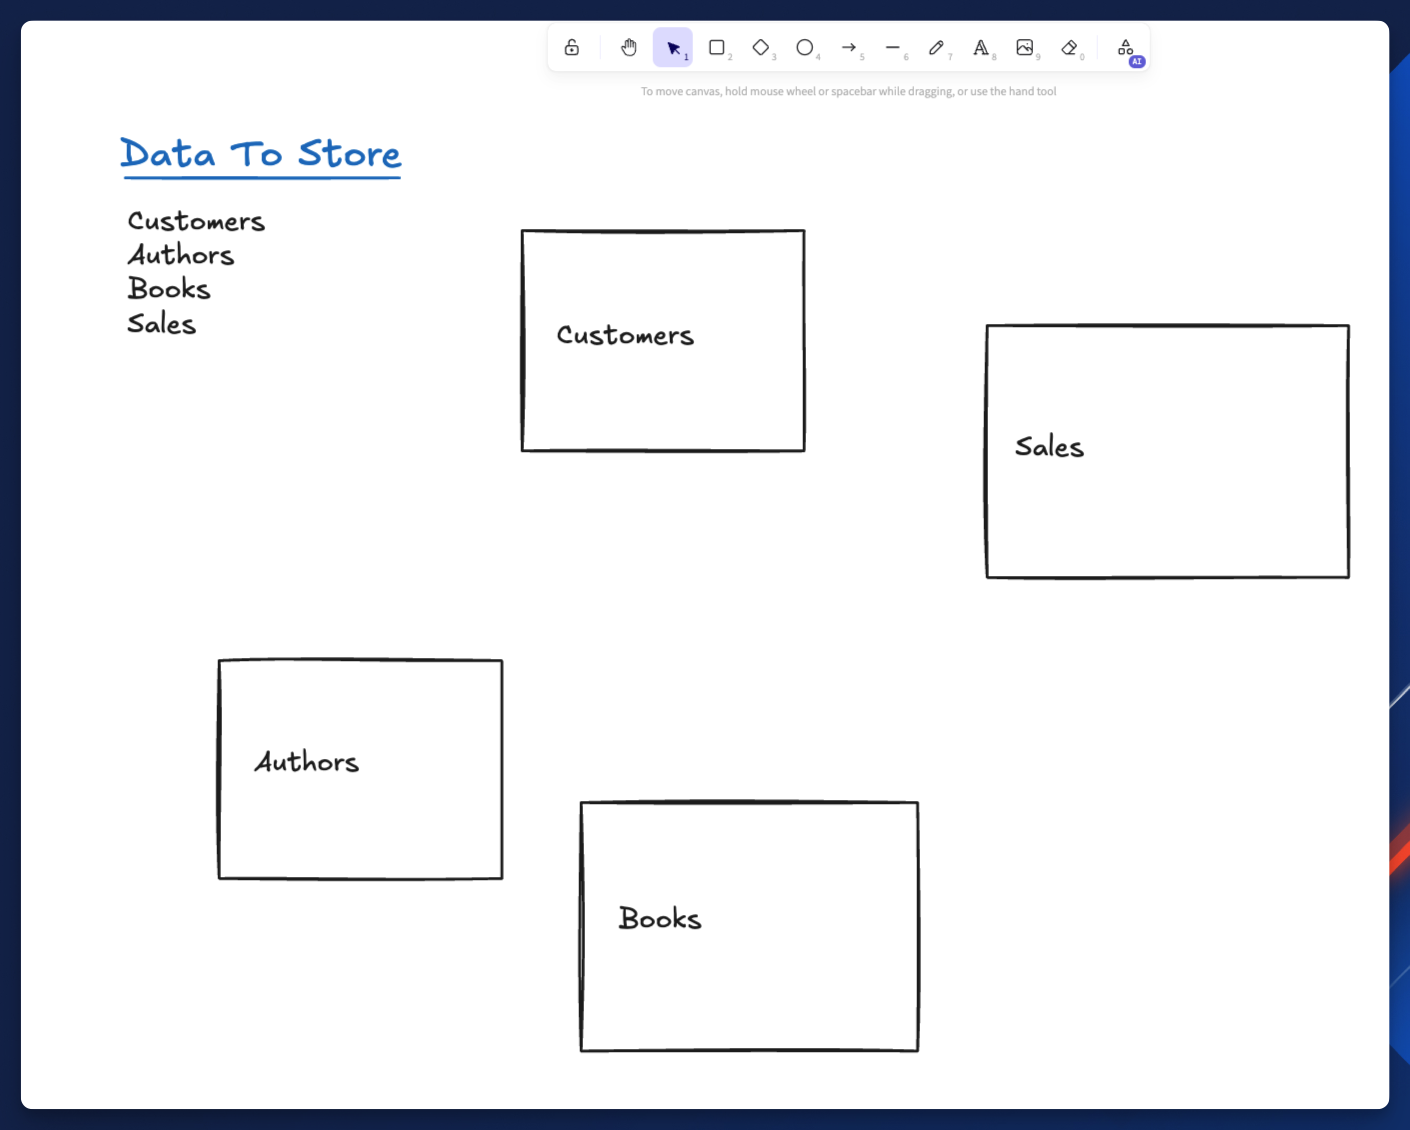 1
2
3
4
5
6
7
A
8
9
0
AI
To move canvas, hold mouse wheel or spacebar while dragging, or use the hand tool
Data To Store
Customers
Authors
Books
Sales
Customers
Sales
Authors
Books